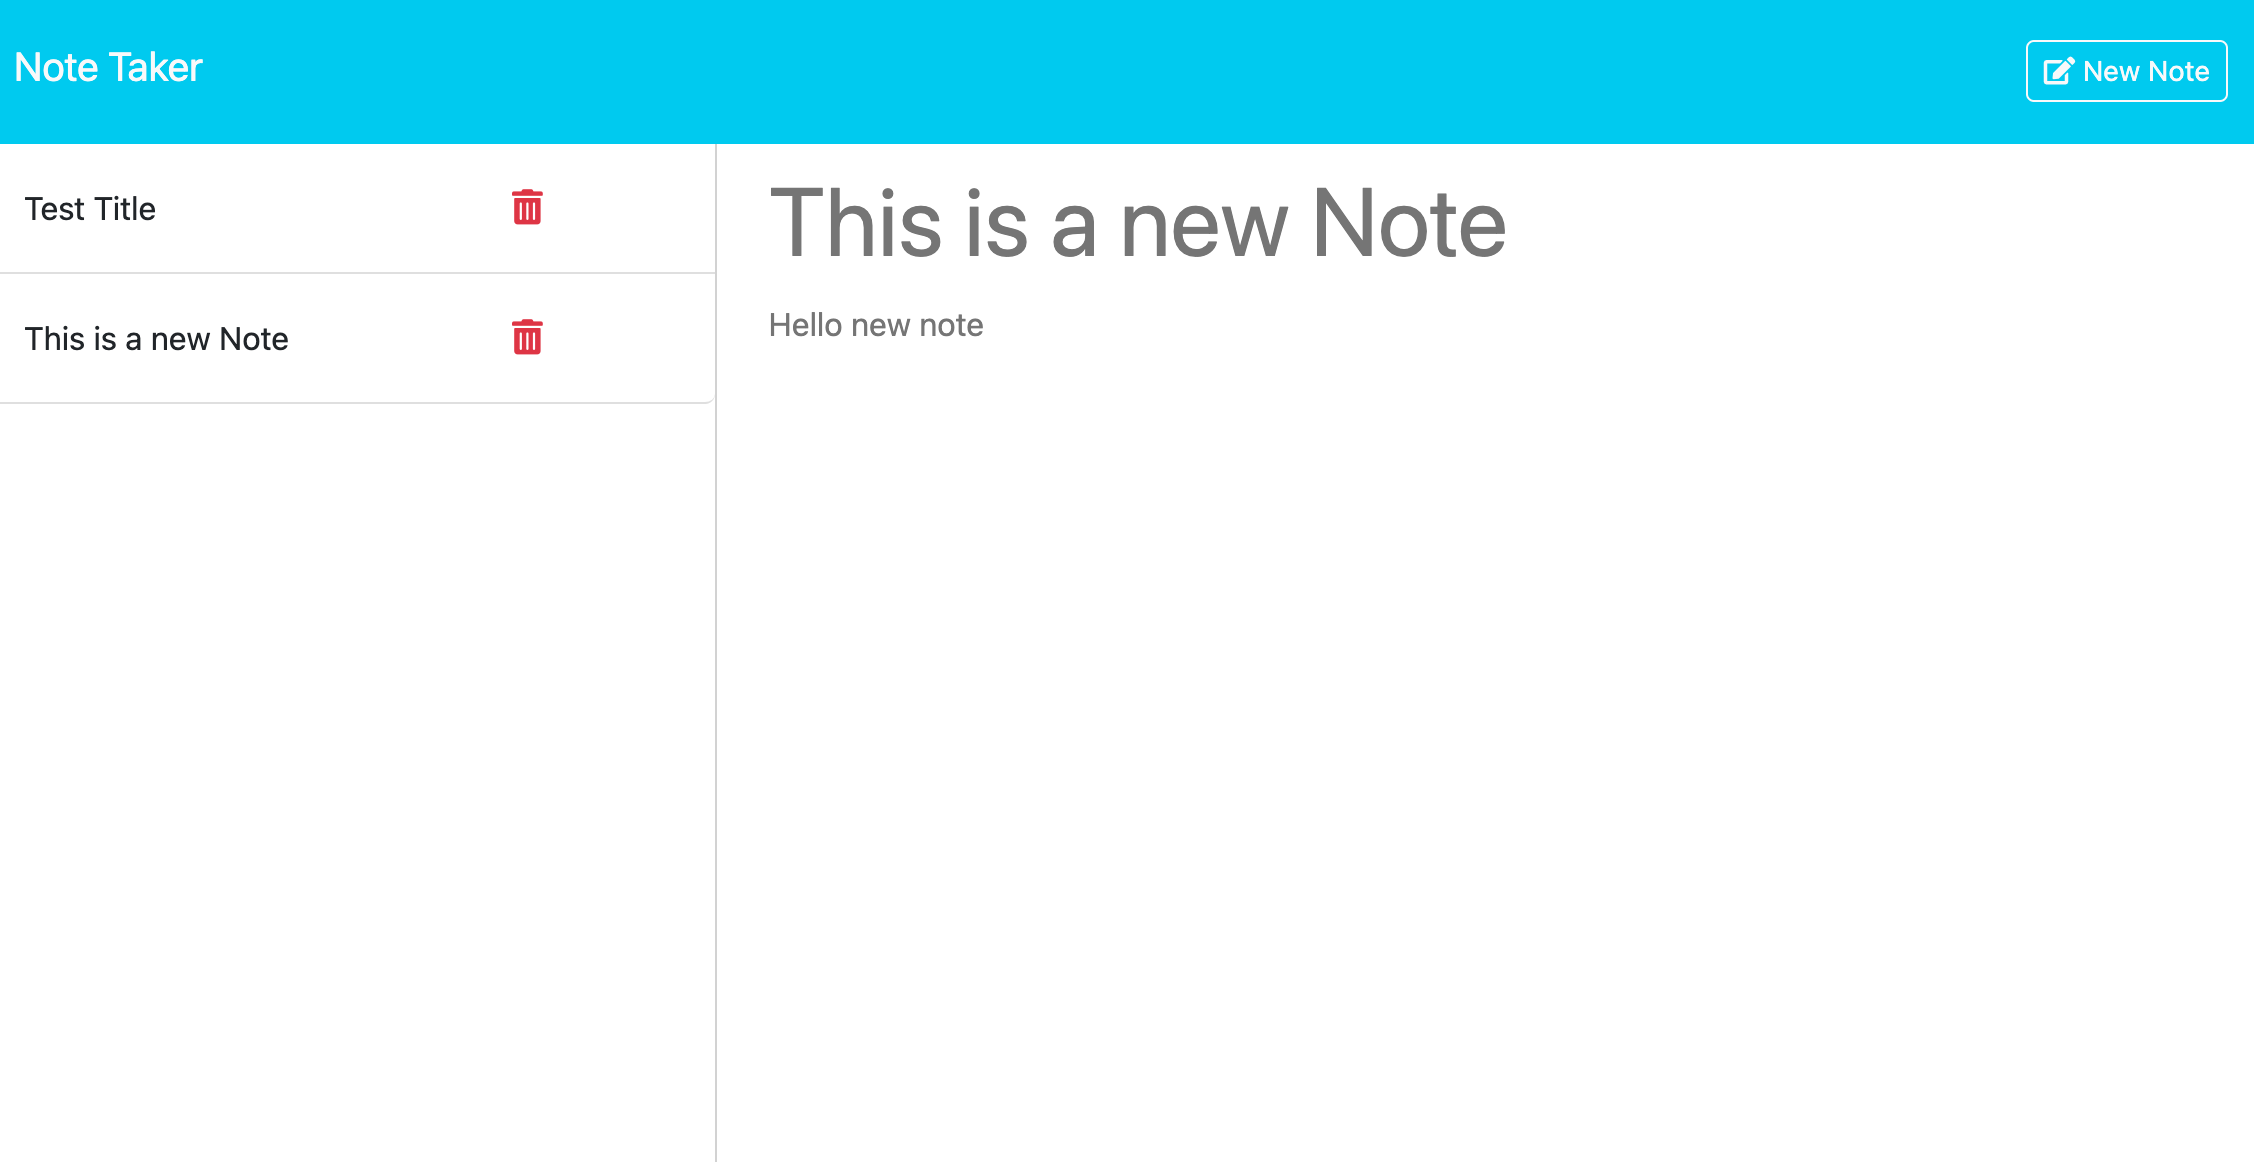 Note Taker
New Note
Test Title
This is a new Note
This is a new Note
Hello new note